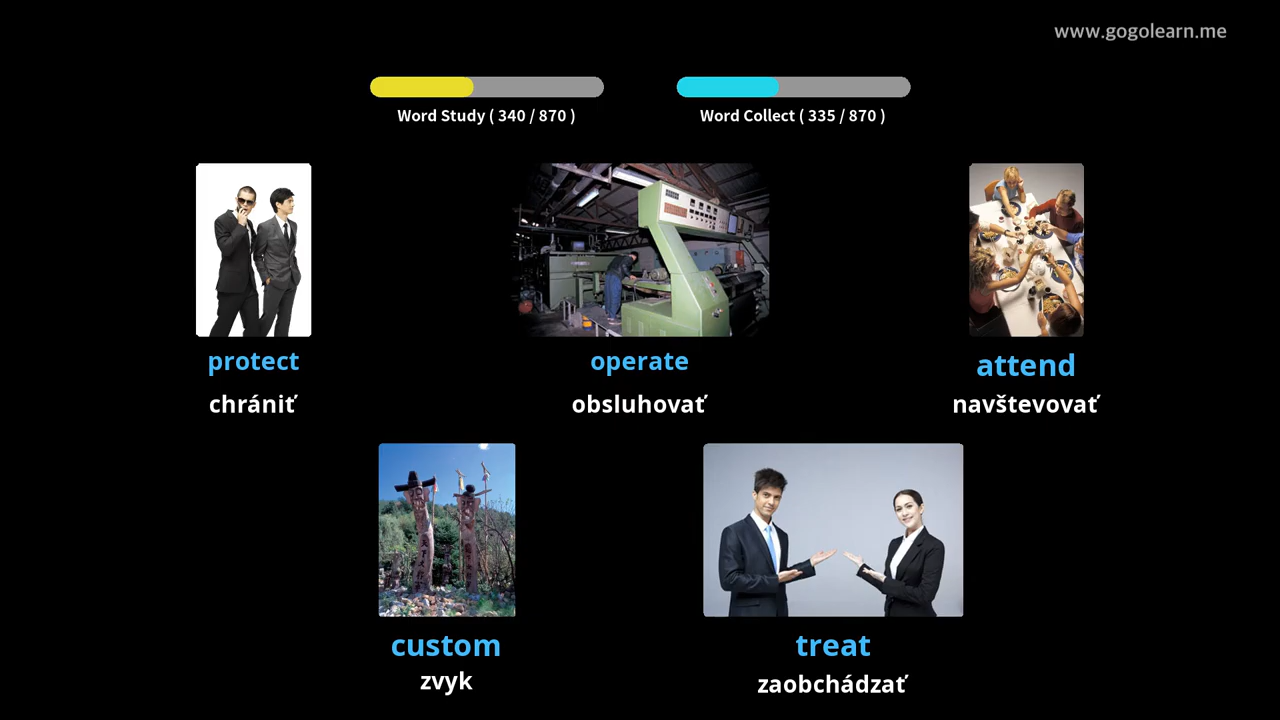 www.gogolearn.me
Word Study ( 340 / 870 )
Word Collect ( 335 / 870 )
protect
operate
attend
chrániť
obsluhovať
navštevovať
custom
treat
zvyk
zaobchádzať